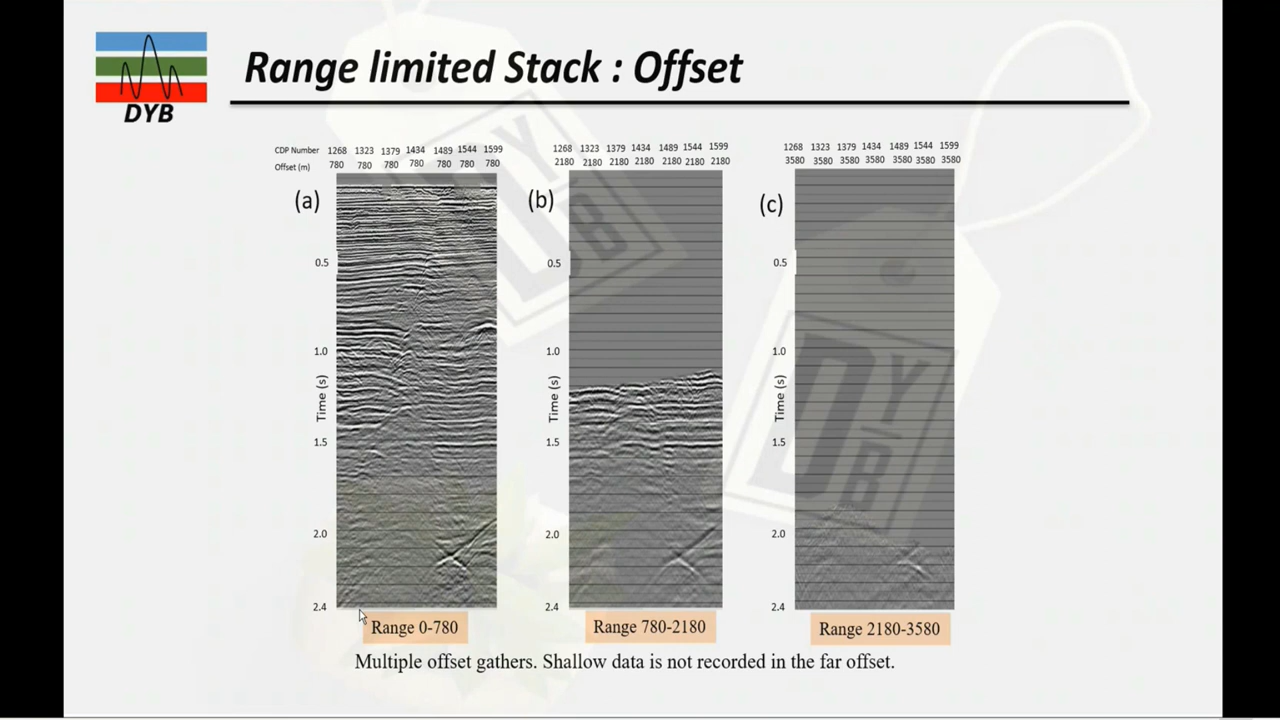 DYB
Range limited Stack : Offset
CDP Number 1268 1323 1379 1434 1489 1544 1599
Offset (m) 780 780 780 780 780 780 780
1268 1323 1379 1434 1489 1544 1599
2180 2180 2180 2180 2180 2180 2180
1268 1323 1379 1434 1489 1544 1599
3580 3580 3580 3580 3580 3580 3580
(a)
0.5
1.0
Time (s)
1.5
2.0
2.4
Range 0-780
(b)
0.5
1.0
Time (s)
1.5
2.0
2.4
Range 780-2180
(c)
0.5
1.0
Time (s)
1.5
2.0
2.4
Range 2180-3580
Multiple offset gathers. Shallow data is not recorded in the far offset.
DYB
DYB